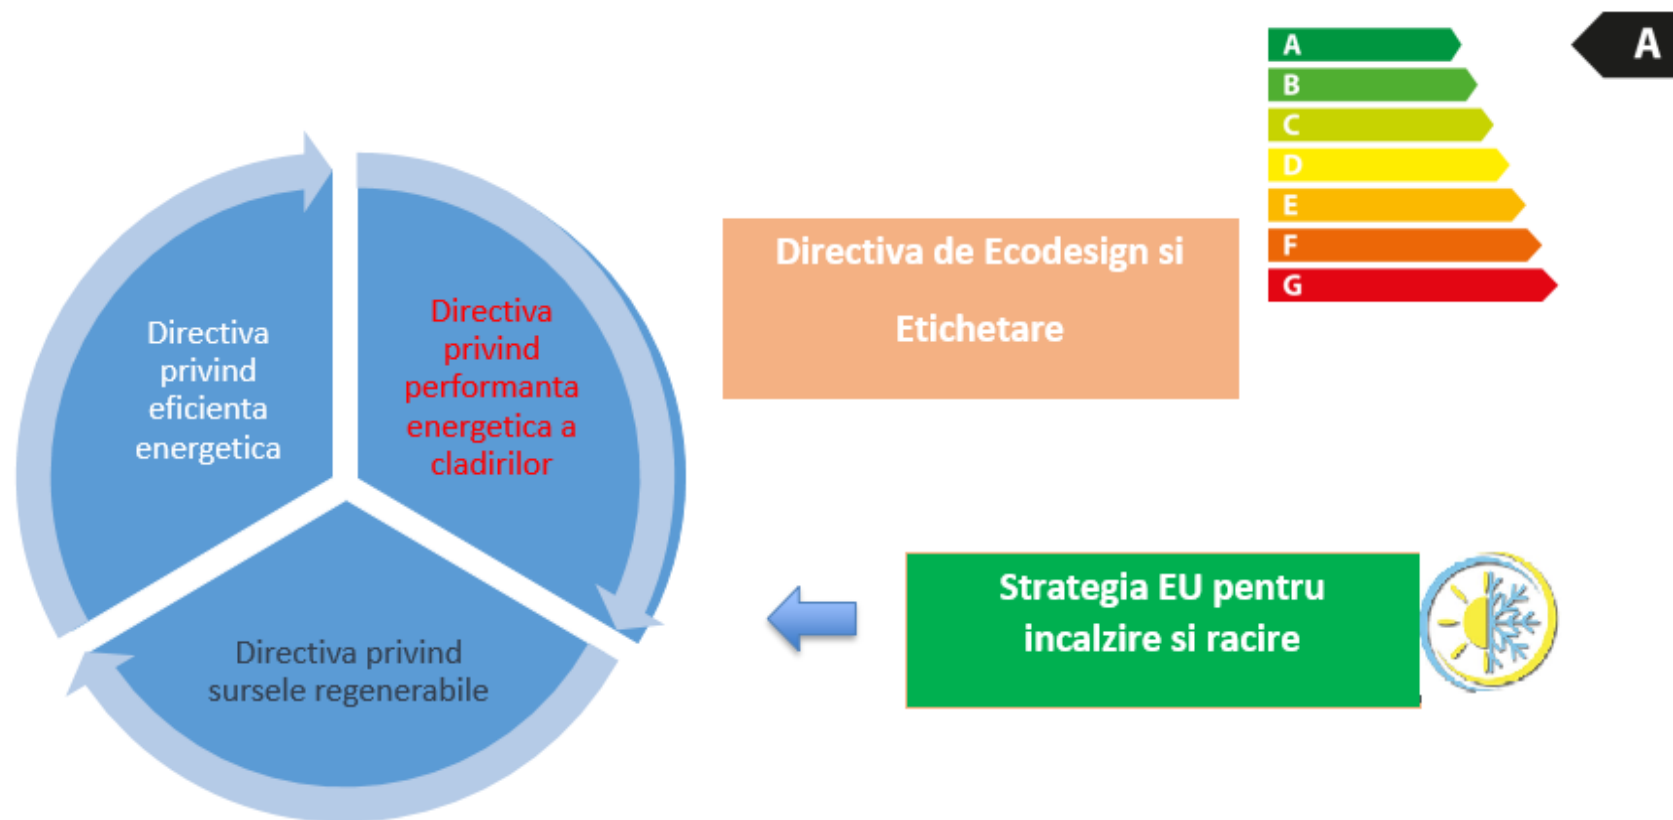 Directiva
privind
eficienta
energetica
Directiva
privind
performanta
energetica a
cladirilor
Directiva privind
sursele regenerabile
Directiva de Ecodesign si
Etichetare
A
B
C
D
E
F
G
A
Strategia EU pentru
incalzire si racire